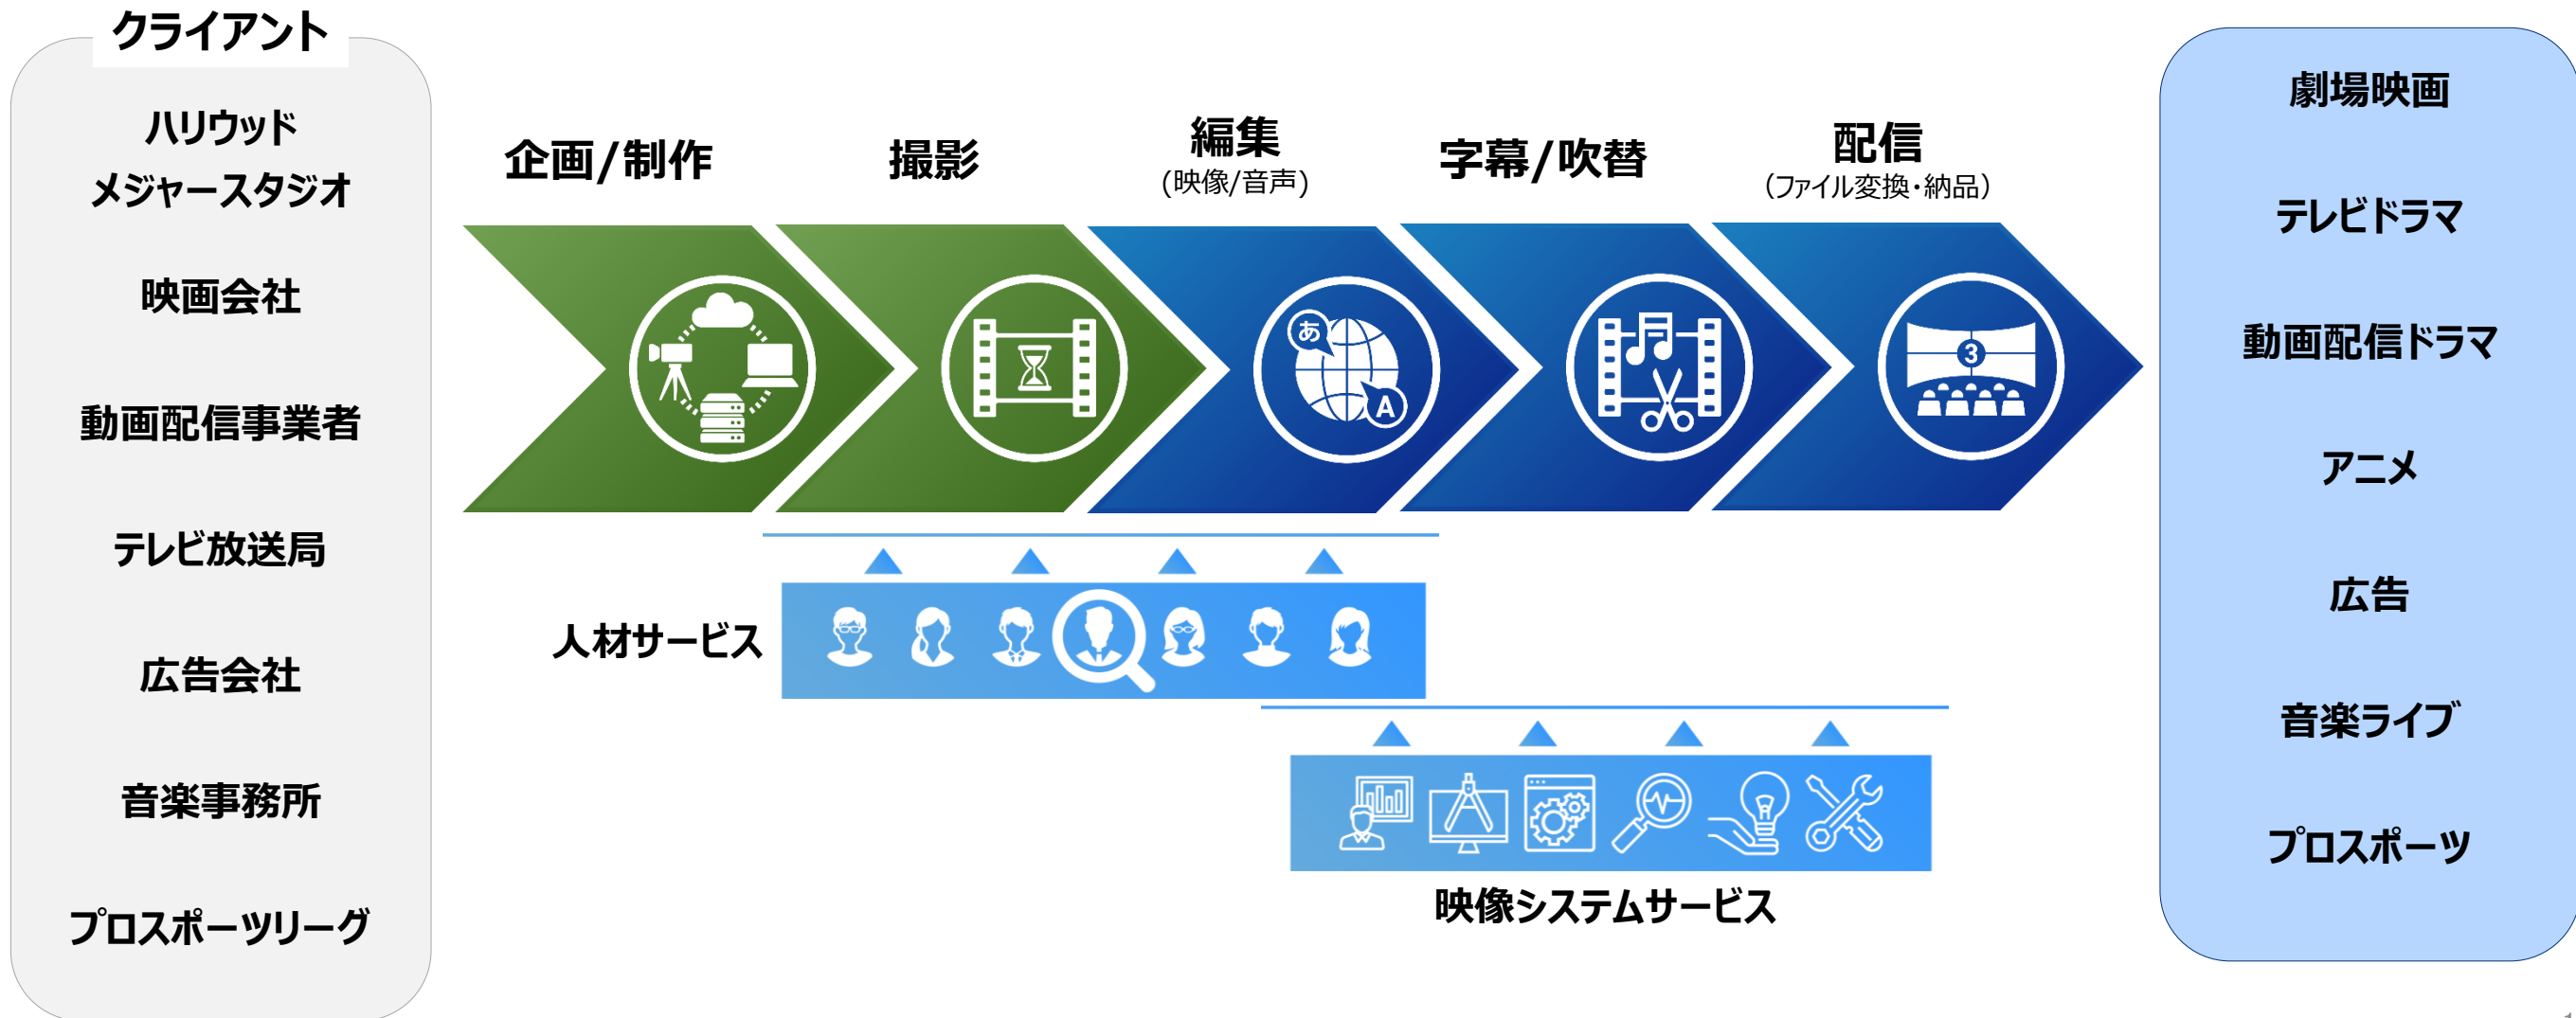 クライアント
ハリウッド
メジャースタジオ
映画会社
動画配信事業者
テレビ放送局
広告会社
音楽事務所
プロスポーツリーグ
企画/制作
撮影
編集
(映像/音声)
字幕/吹替
配信
（ファイル変換・納品）
あ
A
3
人材サービス
映像システムサービス
劇場映画
テレビドラマ
動画配信ドラマ
アニメ
広告
音楽ライブ
プロスポーツ